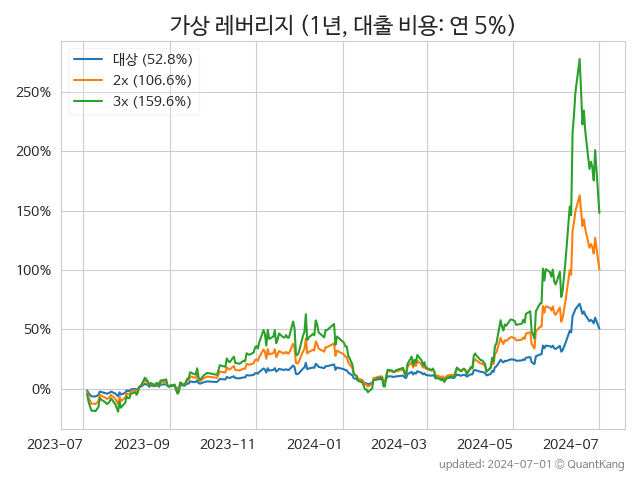 가상 레버리지 (1년, 대출 비용: 연 5%)
대상 (52.8%)
2x (106.6%)
3x (159.6%)
250%
200%
150%
100%
50%
0%
2023-07 2023-09 2023-11 2024-01 2024-03 2024-05 2024-07
updated: 2024-07-01 © QuantKang